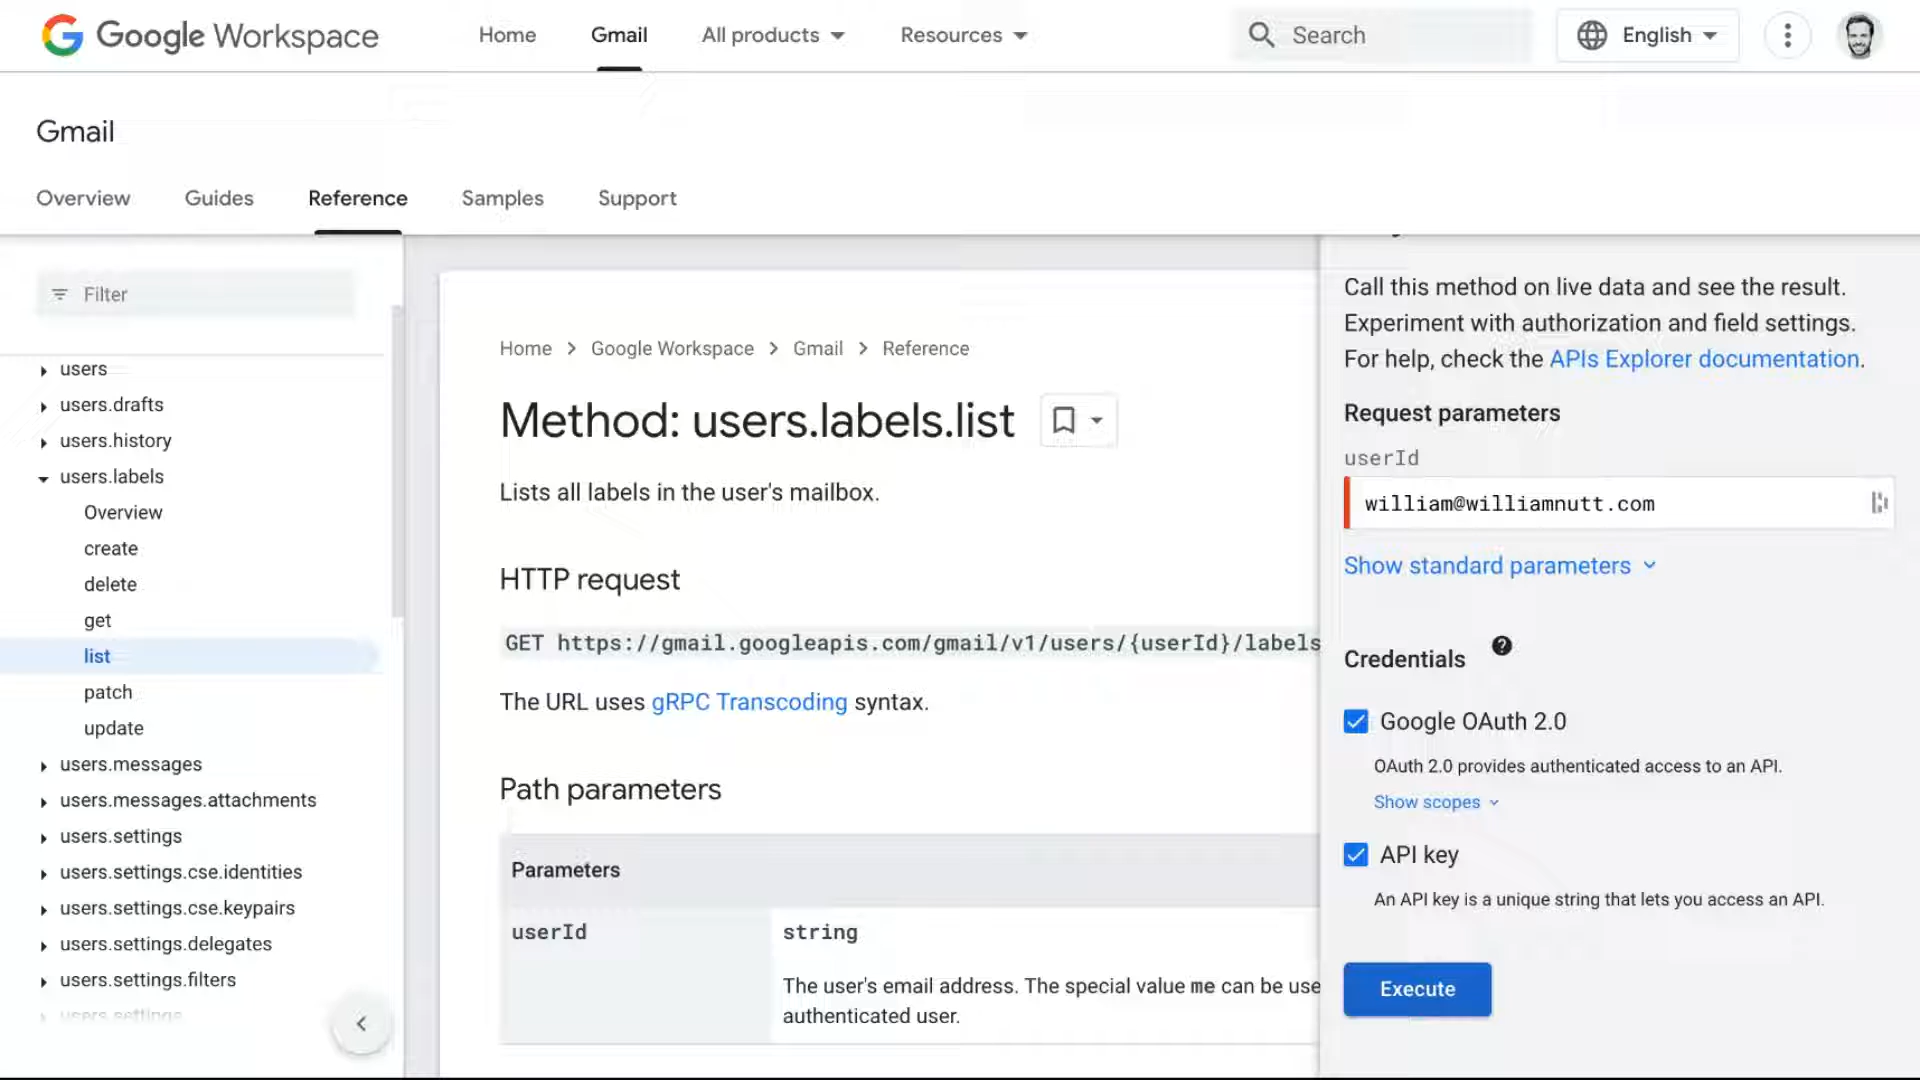 Google Workspace
Home
Gmail
All products
Resources
Search
English
Gmail
Overview
Guides
Reference
Samples
Support
Filter
users
users.drafts
users.history
users.labels
Overview
create
delete
get
list
patch
update
users.messages
users.messages.attachments
users.settings
users.settings.cse.identities
users.settings.cse.keypairs
users.settings.delegates
users.settings.filters
users.settings
Home > Google Workspace > Gmail > Reference
Method: users.labels.list
Lists all labels in the user's mailbox.
HTTP request
GET https://gmail.googleapis.com/gmail/v1/users/{userId}/labels
The URL uses gRPC Transcoding syntax.
Path parameters
Parameters
userId
string
The user's email address. The special value me can be use
authenticated user.
Call this method on live data and see the result.
Experiment with authorization and field settings.
For help, check the APIs Explorer documentation.
Request parameters
userId
william@williamnutt.com
Show standard parameters
Credentials
Google OAuth 2.0
OAuth 2.0 provides authenticated access to an API.
Show scopes
API key
An API key is a unique string that lets you access an API.
Execute